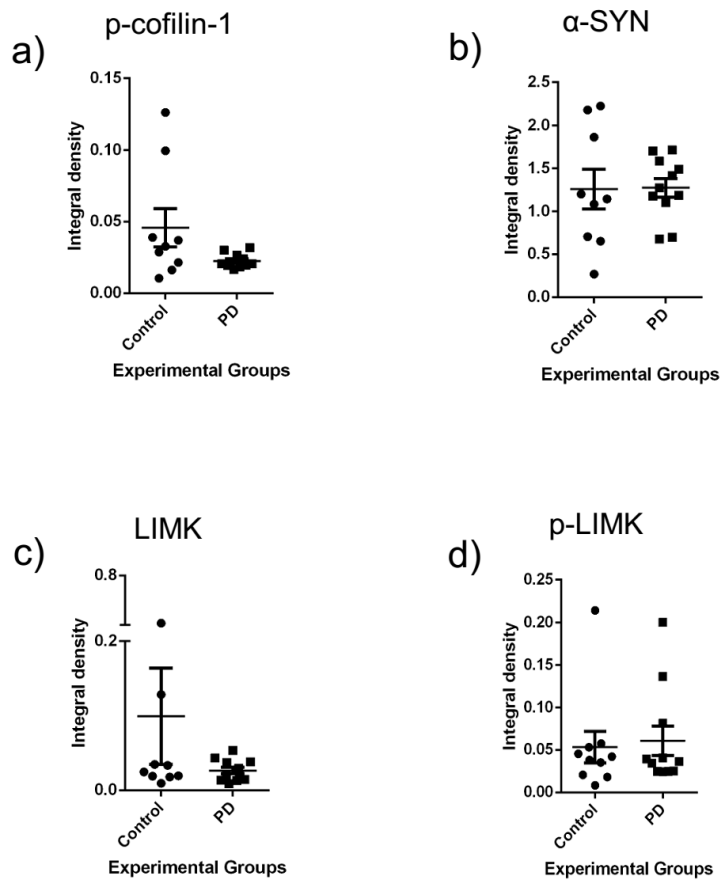 p-cofilin-1
a)
0.15
0.10
0.05
0.00
Integral density
Control
PD
Experimental Groups
α-SYN
b)
2.5
2.0
1.5
1.0
0.5
0.0
Integral density
Control
PD
Experimental Groups
LIMK
c)
0.8
0.2
0.0
Integral density
Control
PD
Experimental Groups
p-LIMK
d)
0.25
0.20
0.15
0.10
0.05
0.00
Integral density
Control
PD
Experimental Groups